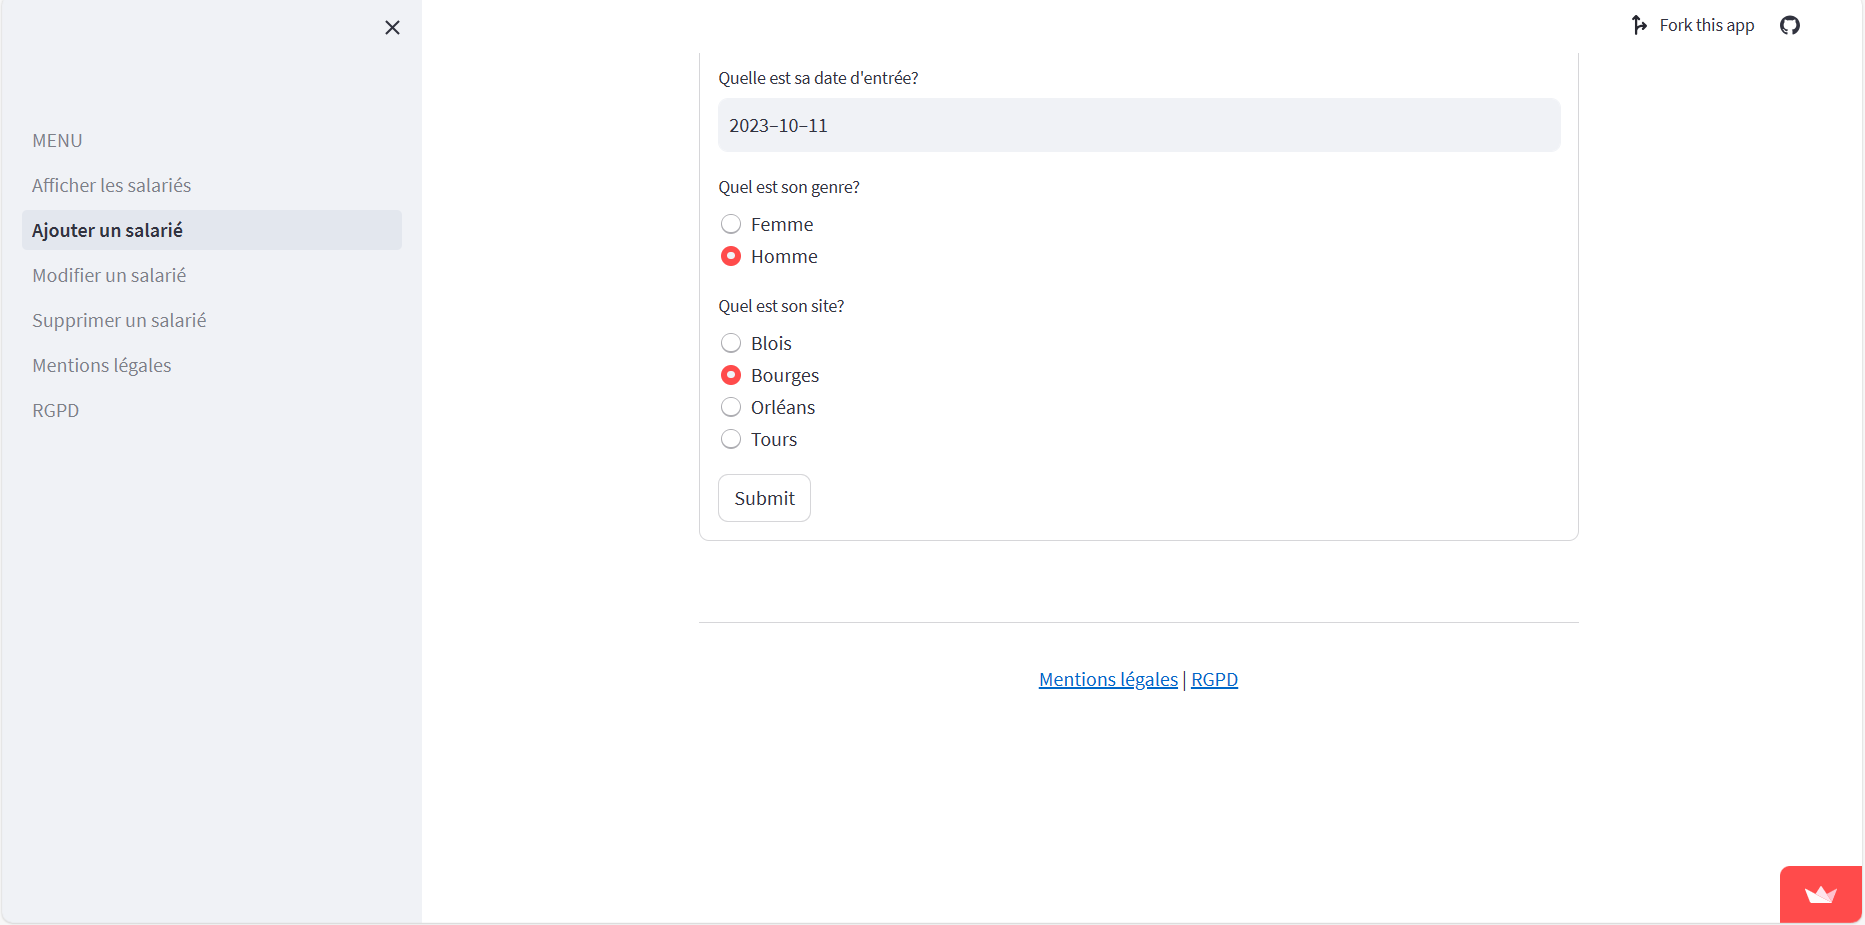 Fork this app
MENU
Afficher les salariés
Ajouter un salarié
Modifier un salarié
Supprimer un salarié
Mentions légales
RGPD
Quelle est sa date d'entrée?
2023–10–11
Quel est son genre?
Femme
Homme
Quel est son site?
Blois
Bourges
Orléans
Tours
Submit
Mentions légales | RGPD